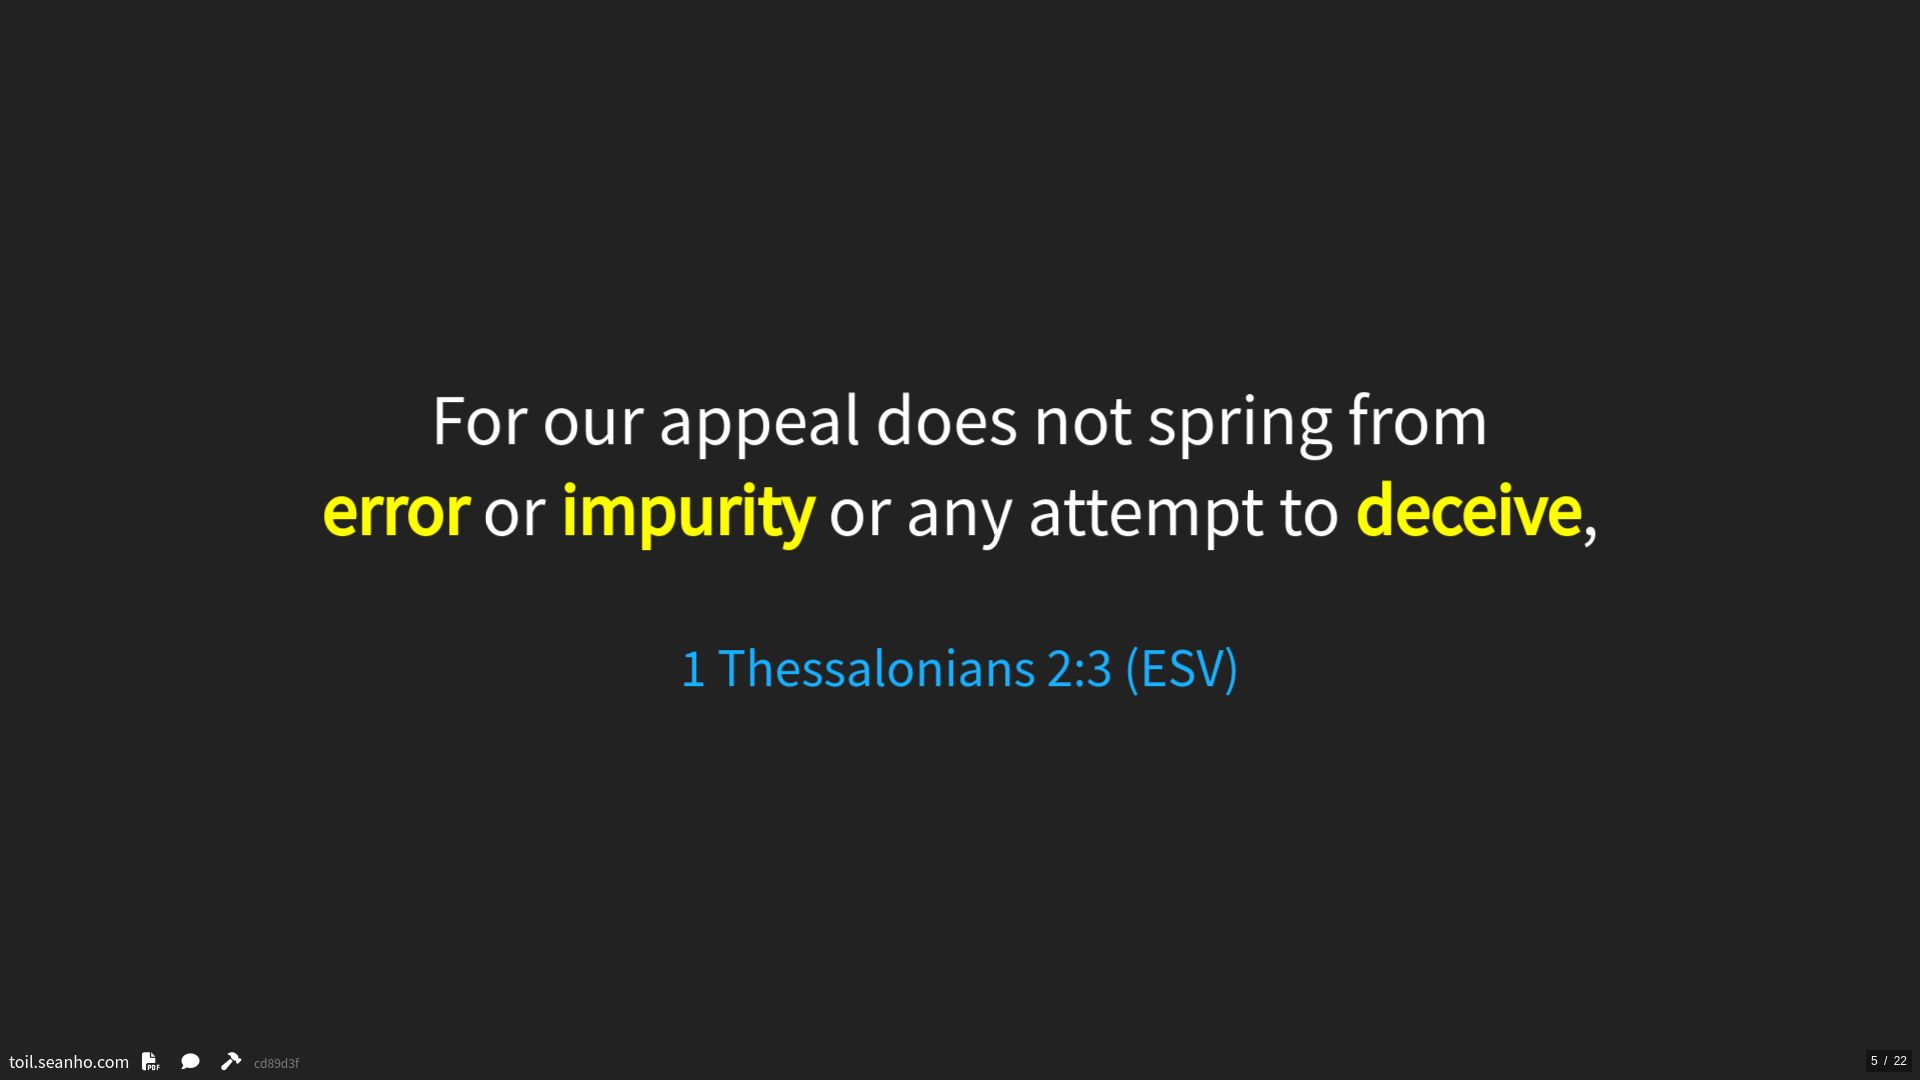 For our appeal does not spring from
error or impurity or any attempt to deceive,
1 Thessalonians 2:3 (ESV)
toil.seanho.com PDF cd89d3f
5 / 22